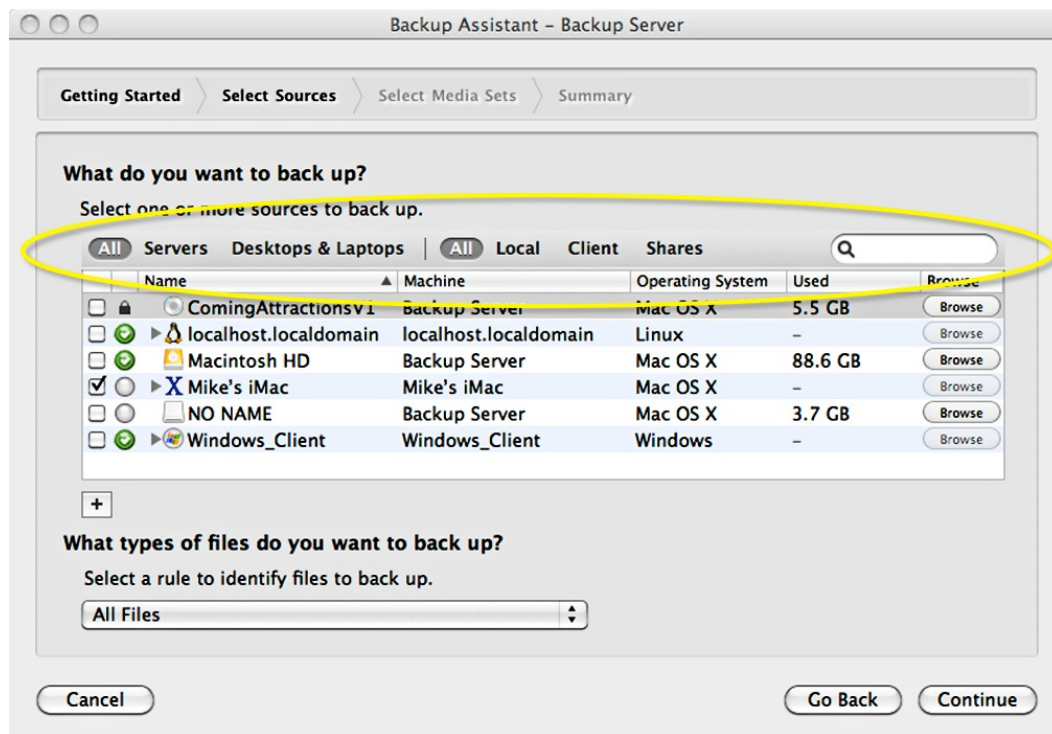 Backup Assistant – Backup Server
Getting Started Select Sources Select Media Sets Summary
What do you want to back up?
Select one or more sources to back up.
All Servers Desktops & Laptops | All Local Client Shares
Name Machine Operating System Used Browse
ComingAttractionsV1 Backup Server Mac OS X 5.5 GB Browse
localhost.localdomain localhost.localdomain Linux – Browse
Macintosh HD Backup Server Mac OS X 88.6 GB Browse
Mike's iMac Mike's iMac Mac OS X – Browse
NO NAME Backup Server Mac OS X 3.7 GB Browse
Windows_Client Windows_Client Windows – Browse
+
What types of files do you want to back up?
Select a rule to identify files to back up.
All Files
Cancel Go Back Continue